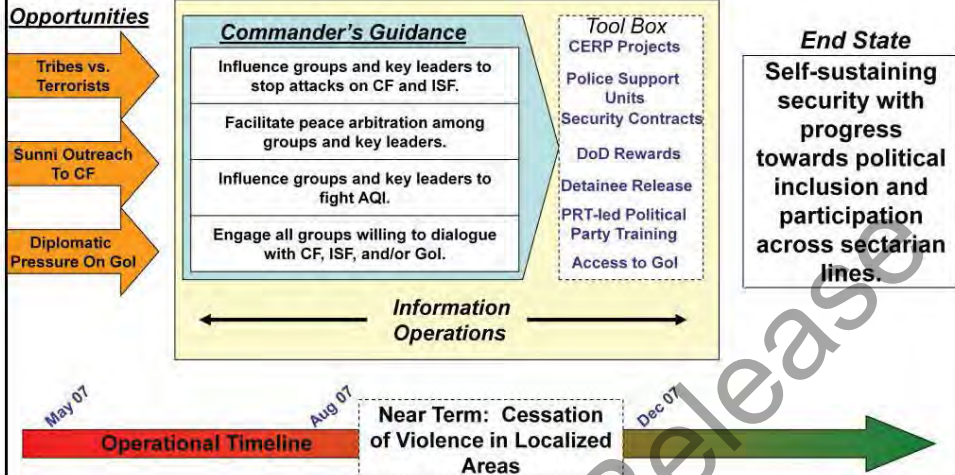 Opportunities
Tribes vs.
Terrorists
Sunni Outreach
To CF
Diplomatic
Pressure On GoI
Commander's Guidance
Influence groups and key leaders to
stop attacks on CF and ISF.
Facilitate peace arbitration among
groups and key leaders.
Influence groups and key leaders to
fight AQI.
Engage all groups willing to dialogue
with CF, ISF, and/or GoI.
Tool Box
CERP Projects
Police Support
Units
Security Contracts
DoD Rewards
Detainee Release
PRT-led Political
Party Training
Access to GoI
Information
Operations
End State
Self-sustaining
security with
progress
towards political
inclusion and
participation
across sectarian
lines.
May 07
Aug 07
Dec 07
Operational Timeline
Near Term: Cessation
of Violence in Localized
Areas
Release